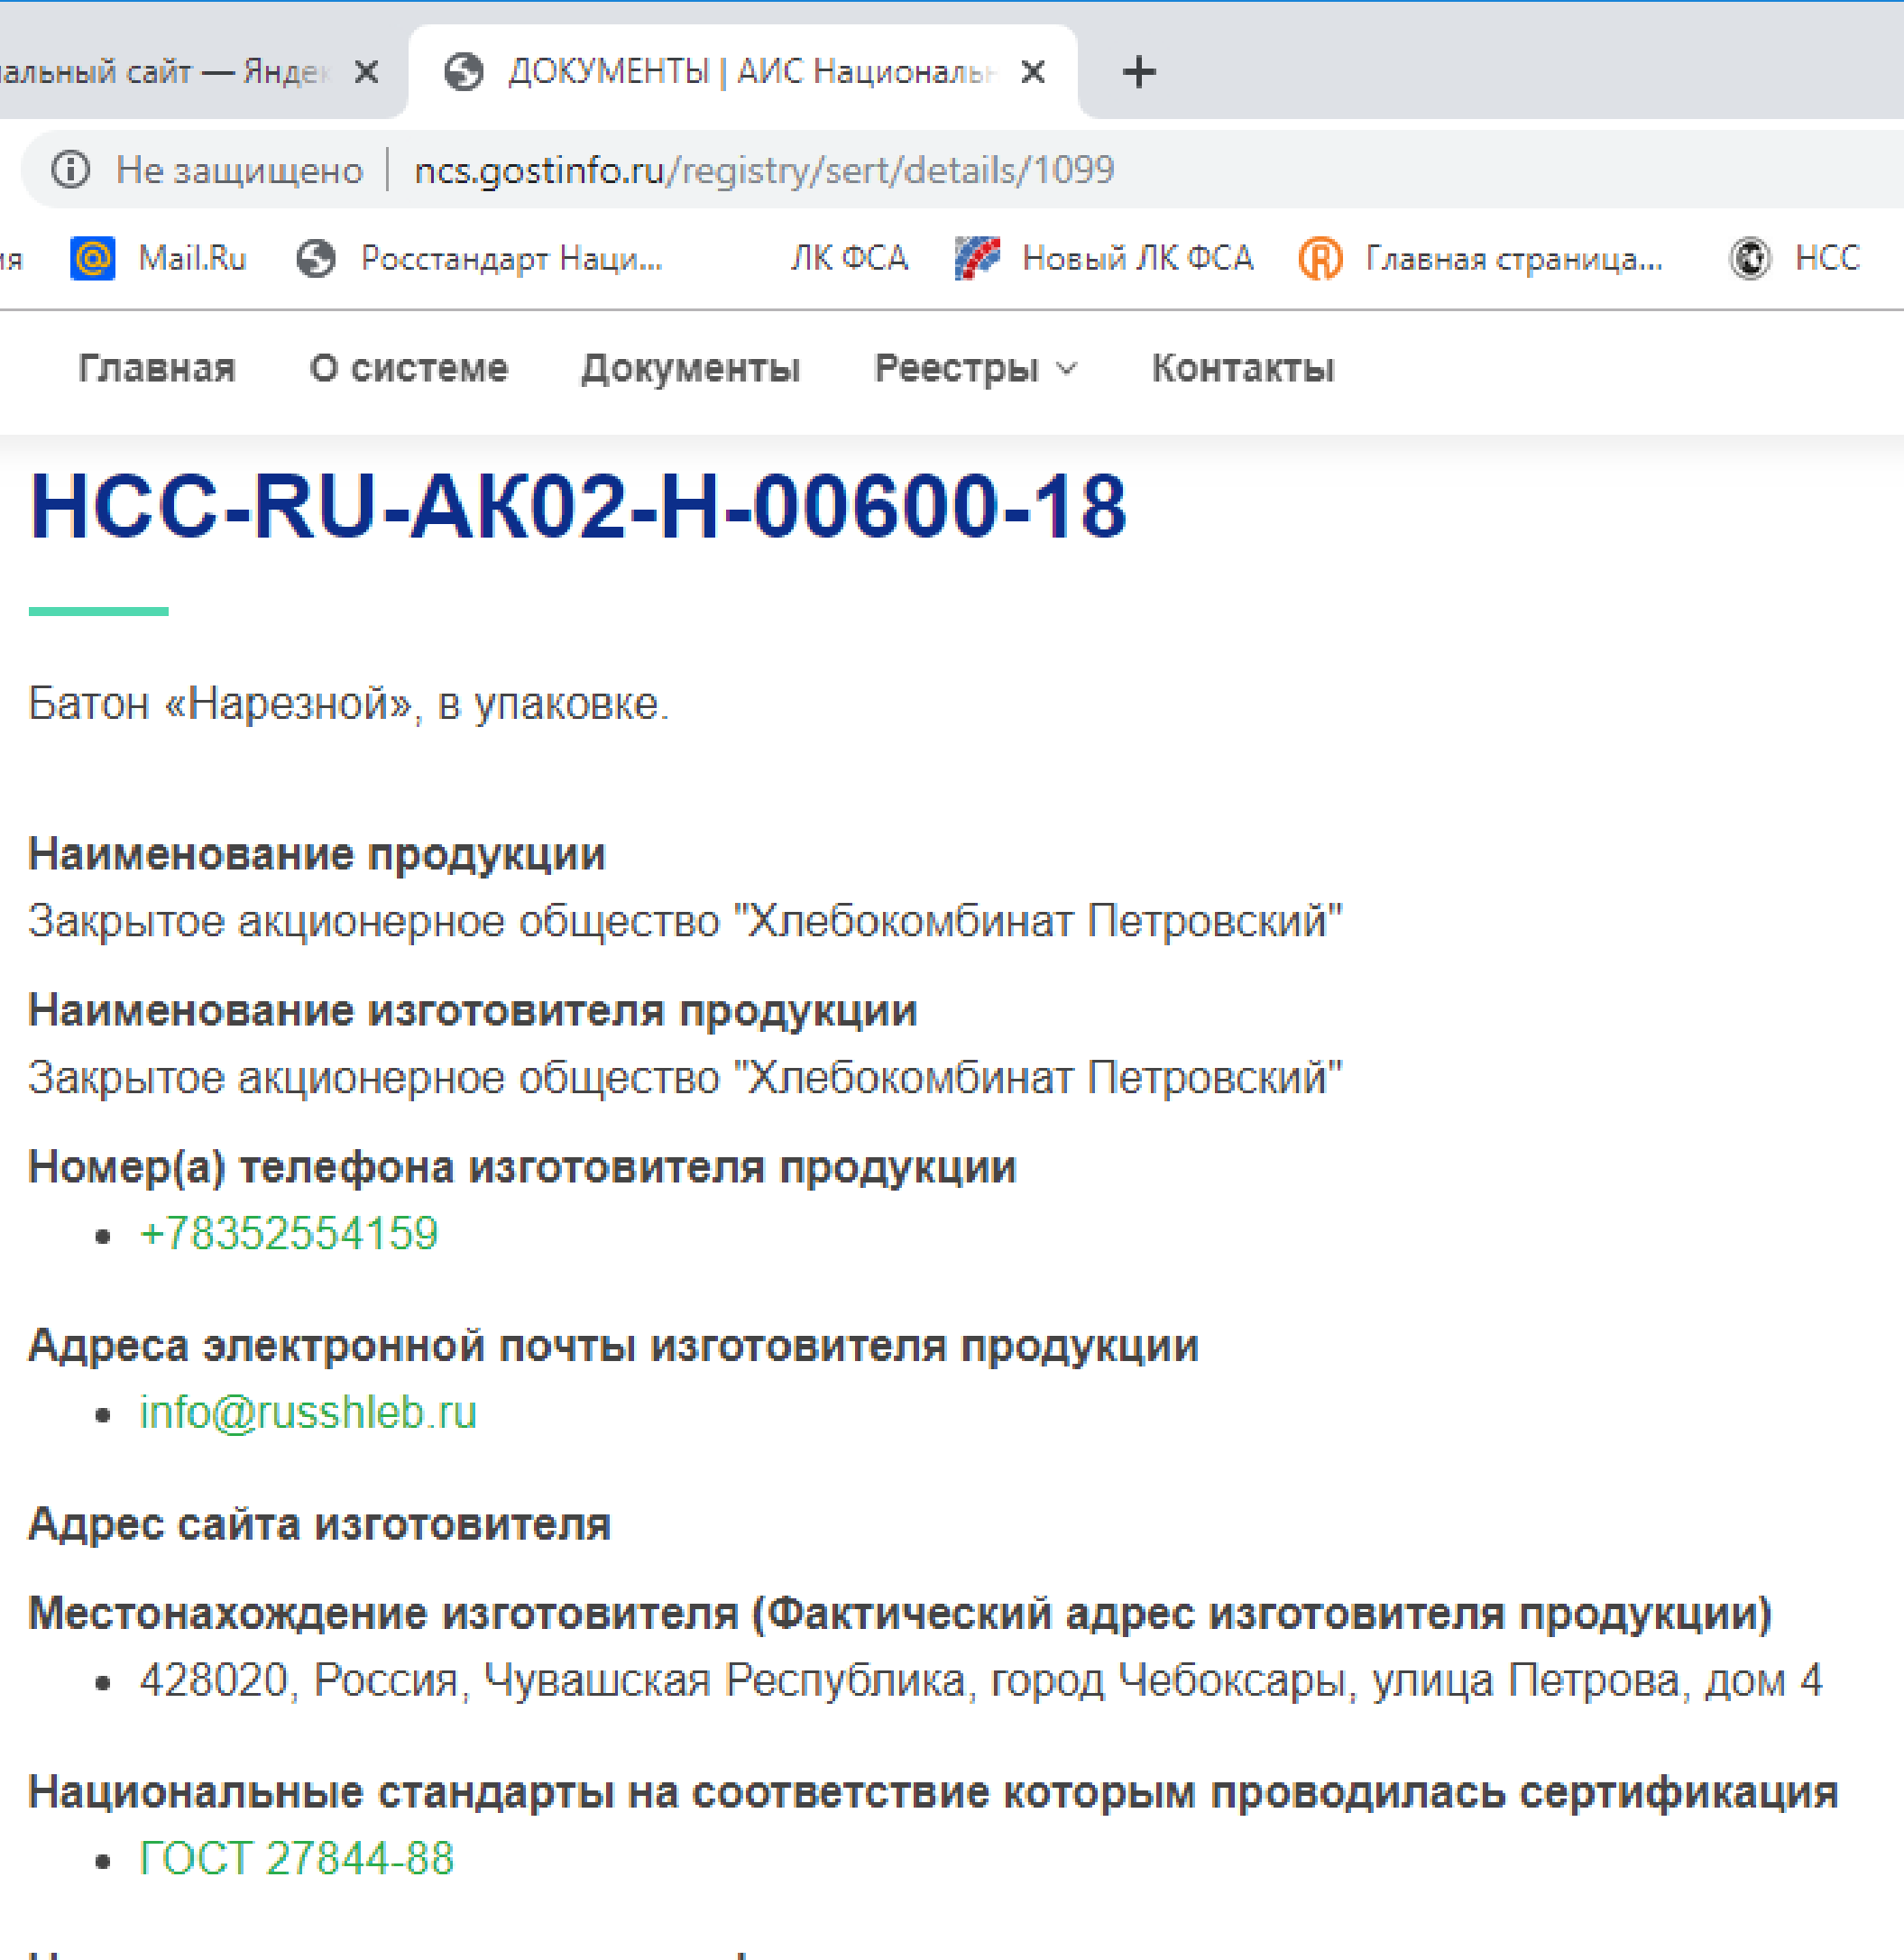 альный сайт — Яндек
ДОКУМЕНТЫ | АИС Националь
Не защищено ncs.gostinfo.ru/registry/sert/details/1099
Mail.Ru Росстандарт Наци... ЛК ФСА Новый ЛК ФСА Главная страница... НСС
Главная О системе Документы Реестры Контакты
НСС-RU-АК02-Н-00600-18
Батон «Нарезной», в упаковке.
Наименование продукции
Закрытое акционерное общество "Хлебокомбинат Петровский"
Наименование изготовителя продукции
Закрытое акционерное общество "Хлебокомбинат Петровский"
Номер(а) телефона изготовителя продукции
+78352554159
Адреса электронной почты изготовителя продукции
info@russhleb.ru
Адрес сайта изготовителя
Местонахождение изготовителя (Фактический адрес изготовителя продукции)
428020, Россия, Чувашская Республика, город Чебоксары, улица Петрова, дом 4
Национальные стандарты на соответствие которым проводилась сертификация
ГОСТ 27844-88